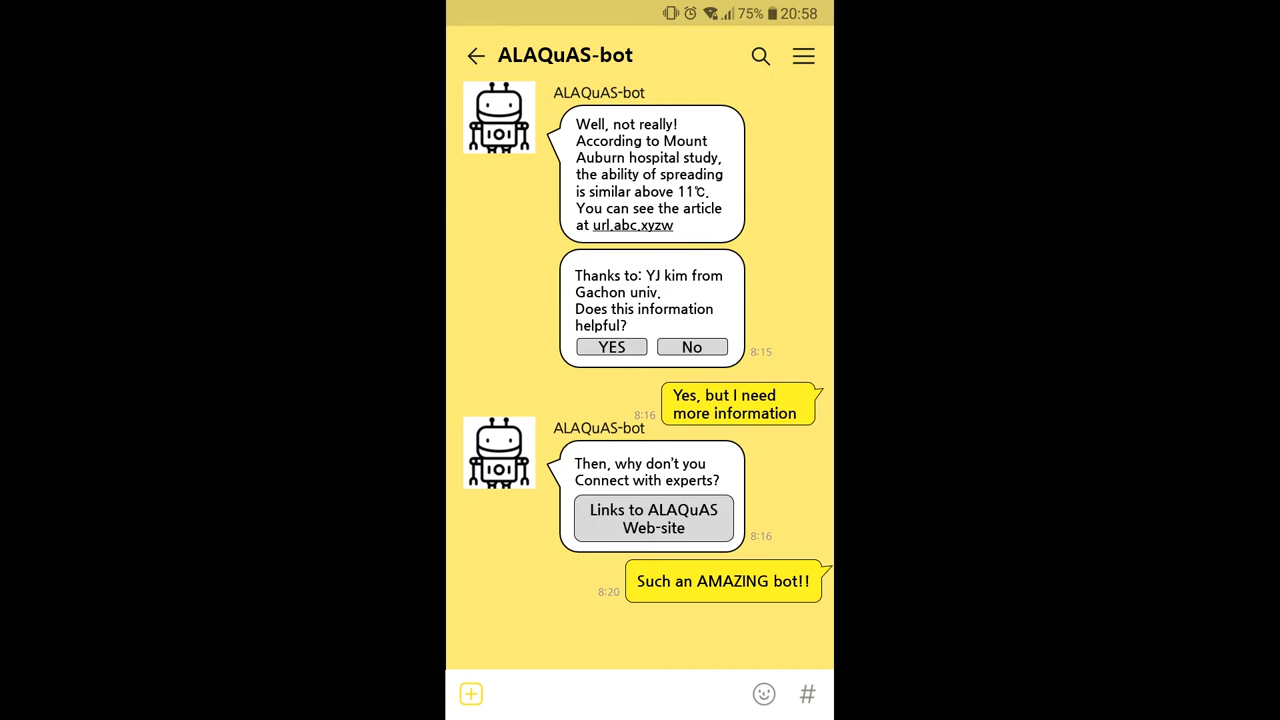 75% 20:58
ALAQuAS-bot
ALAQuAS-bot
Well, not really!
According to Mount
Auburn hospital study,
the ability of spreading
is similar above 11℃.
You can see the article
at url.abc.xyzw
Thanks to: YJ kim from
Gachon univ.
Does this information
helpful?
YES No
8:15
Yes, but I need
more information
8:16
ALAQuAS-bot
Then, why don't you
Connect with experts?
Links to ALAQuAS
Web-site
8:16
Such an AMAZING bot!!
8:20
#